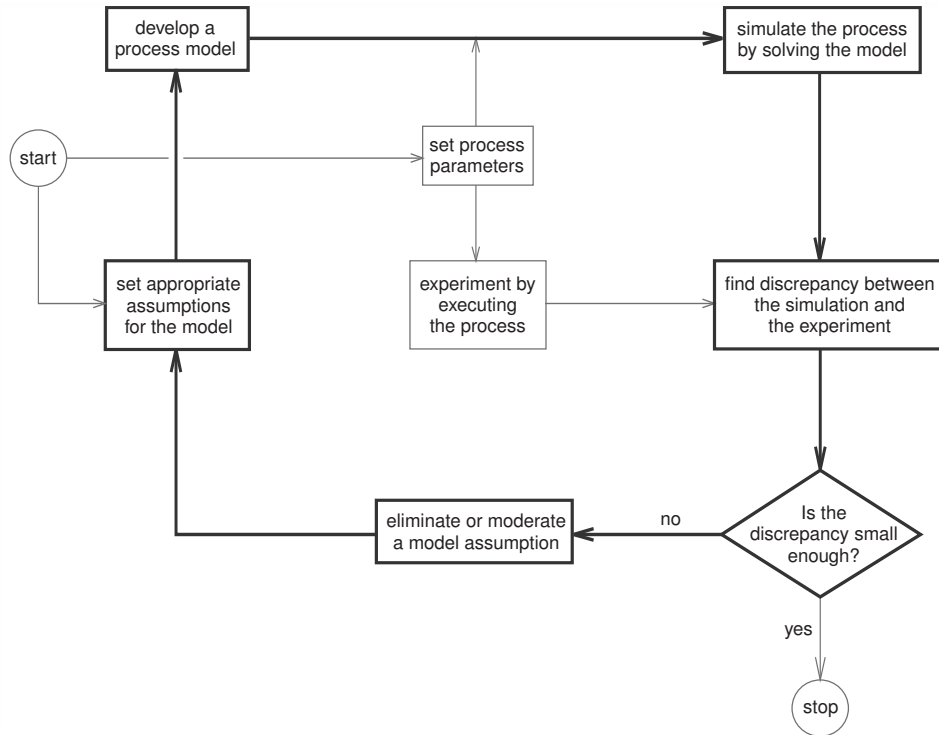 develop a
process model
simulate the process
by solving the model
start
set process
parameters
set appropriate
assumptions
for the model
experiment by
executing
the process
find discrepancy between
the simulation and
the experiment
eliminate or moderate
a model assumption
no
Is the
discrepancy small
enough?
yes
stop